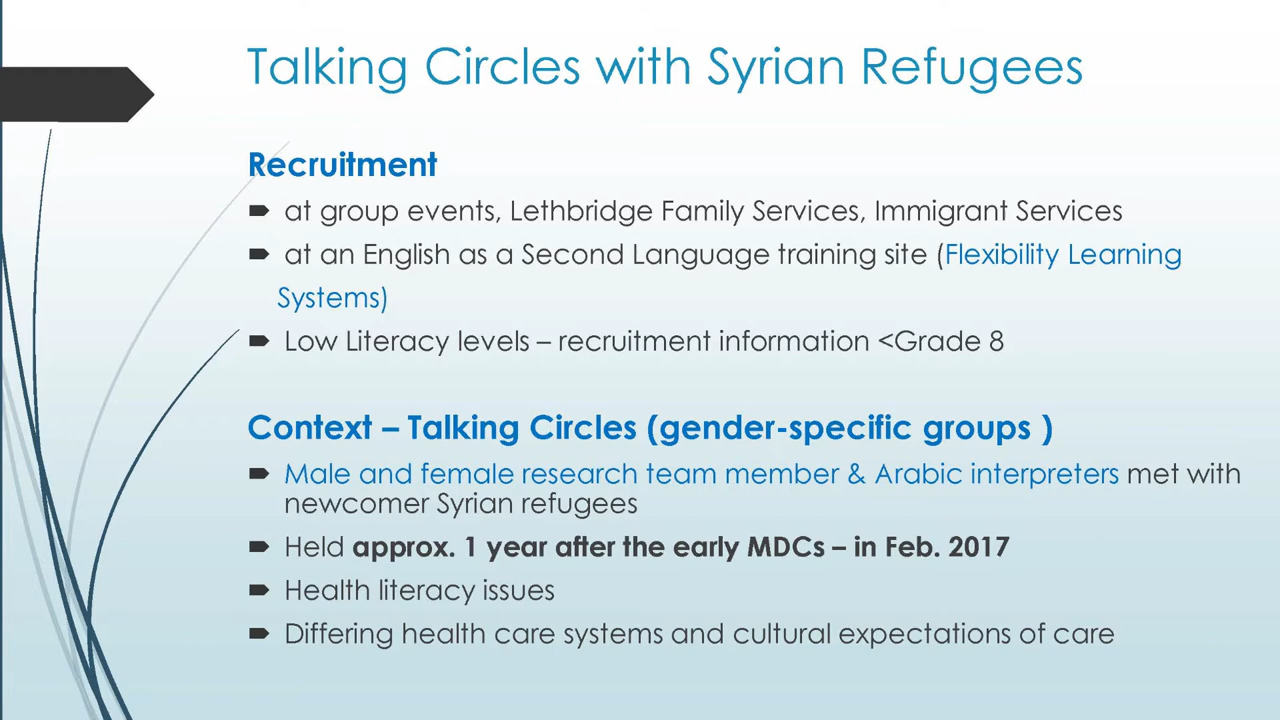 Talking Circles with Syrian Refugees
Recruitment
at group events, Lethbridge Family Services, Immigrant Services
at an English as a Second Language training site (Flexibility Learning
Systems)
Low Literacy levels – recruitment information <Grade 8
Context – Talking Circles (gender-specific groups )
Male and female research team member & Arabic interpreters met with
newcomer Syrian refugees
Held approx. 1 year after the early MDCs – in Feb. 2017
Health literacy issues
Differing health care systems and cultural expectations of care